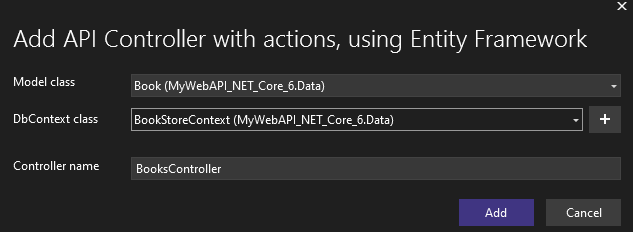 Add API Controller with actions, using Entity Framework
Model class
Book (MyWebAPI_NET_Core_6.Data)
DbContext class
BookStoreContext (MyWebAPI_NET_Core_6.Data)
Controller name
BooksController
Add
Cancel